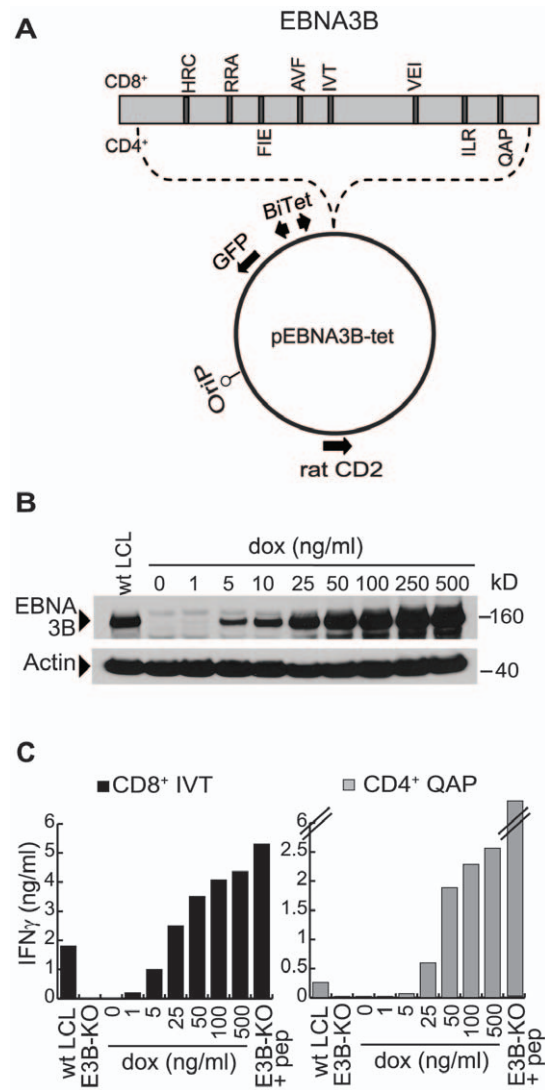 A
EBNA3B
CD8+
HRC
RRA
AVF
IVT
VEI
CD4+
FIE
ILR
QAP
BiTet
GFP
pEBNA3B-tet
OriP
rat CD2
B
wt LCL
dox (ng/ml)
0 1 5 10 25 50 100 250 500 kD
EBNA
3B
160
Actin
40
C
CD8+ IVT
CD4+ QAP
IFNγ (ng/ml)
6
5
4
3
2
1
0
wt LCL
E3B-KO
0
1
5
25
50
100
500
E3B-KO
+ pep
dox (ng/ml)
6
2.5
2
1.5
1
0.5
0
wt LCL
E3B-KO
0
1
5
25
50
100
500
E3B-KO
+ pep
dox (ng/ml)